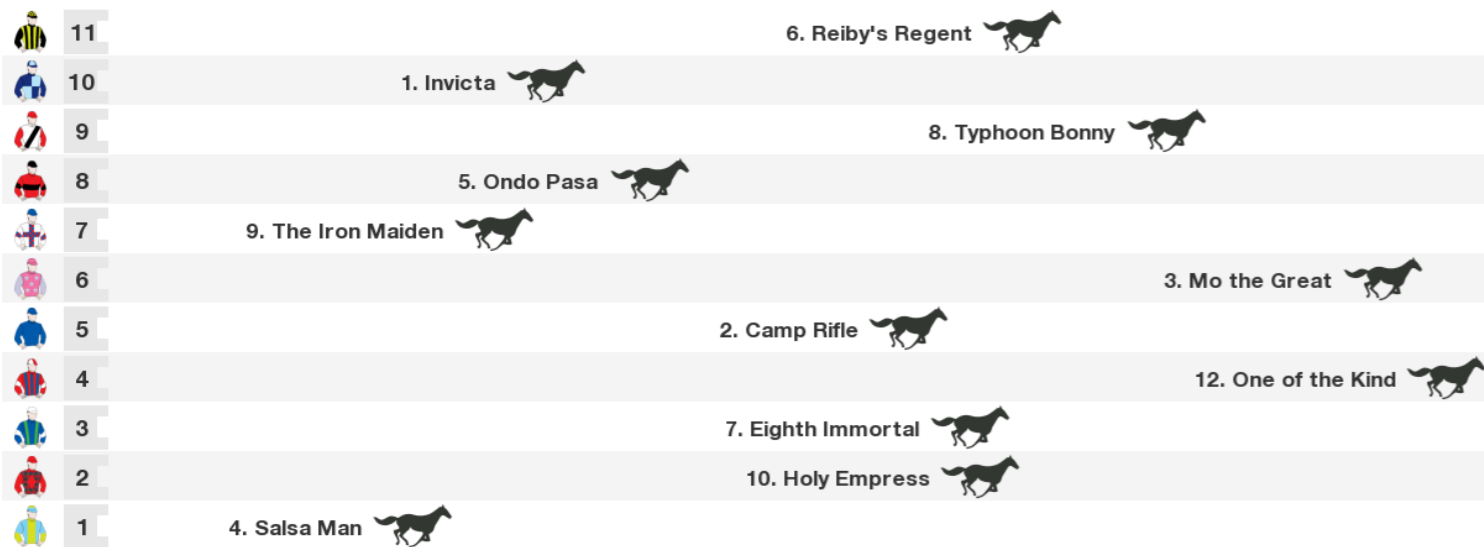 11 6. Reiby's Regent
10 1. Invicta
9 8. Typhoon Bonny
8 5. Ondo Pasa
7 9. The Iron Maiden
6 3. Mo the Great
5 2. Camp Rifle
4 12. One of the Kind
3 7. Eighth Immortal
2 10. Holy Empress
1 4. Salsa Man